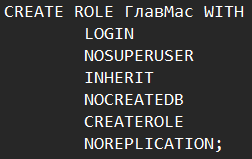 CREATE ROLE ГлавМас WITH
LOGIN
NOSUPERUSER
INHERIT
NOCREATEDB
CREATEROLE
NOREPLICATION;